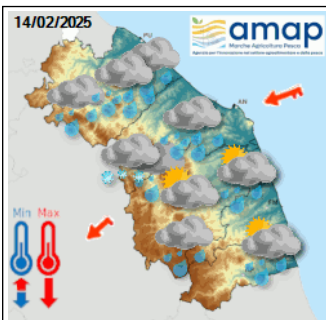 14/02/2025
amap
Marche Agricoltura Pesca
Agenzia per l'innovazione nel settore agroalimentare e della pesca
PU
AN
Min Max